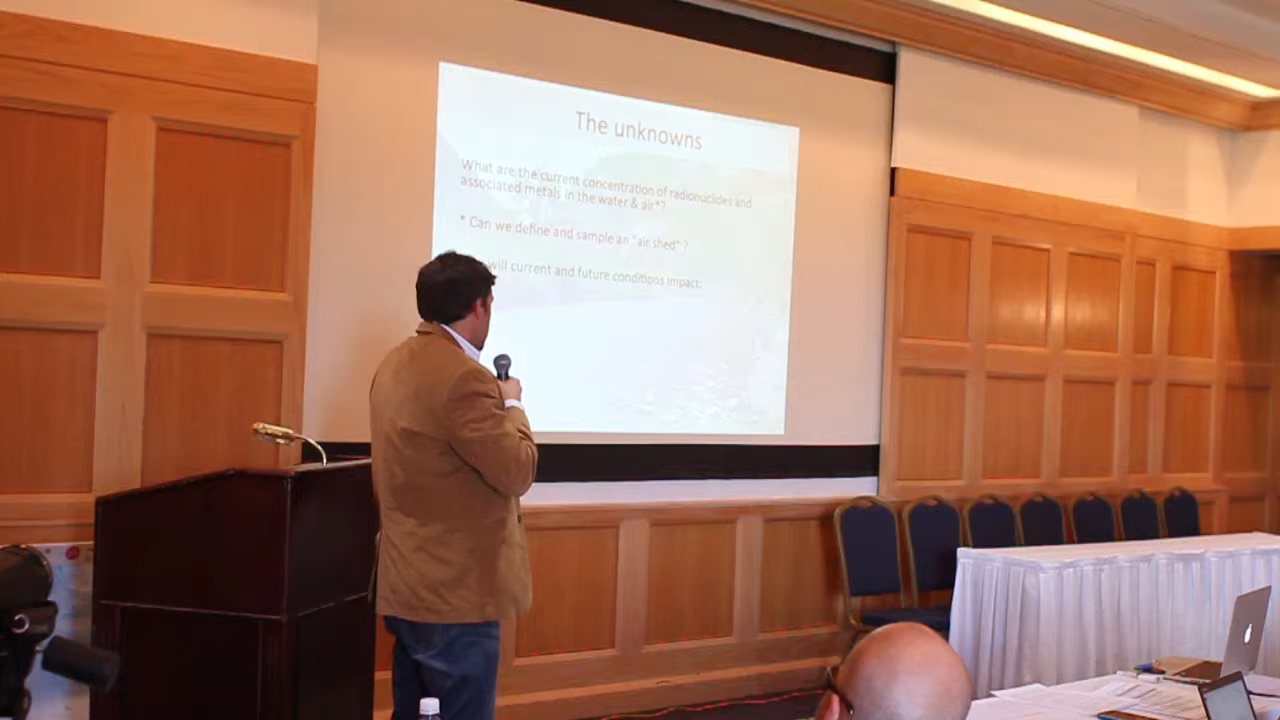 The unknowns
What are the current concentration of radionuclides and
associated metals in the water & air*?
* Can we define and sample an "air shed" ?
will current and future conditions impact: